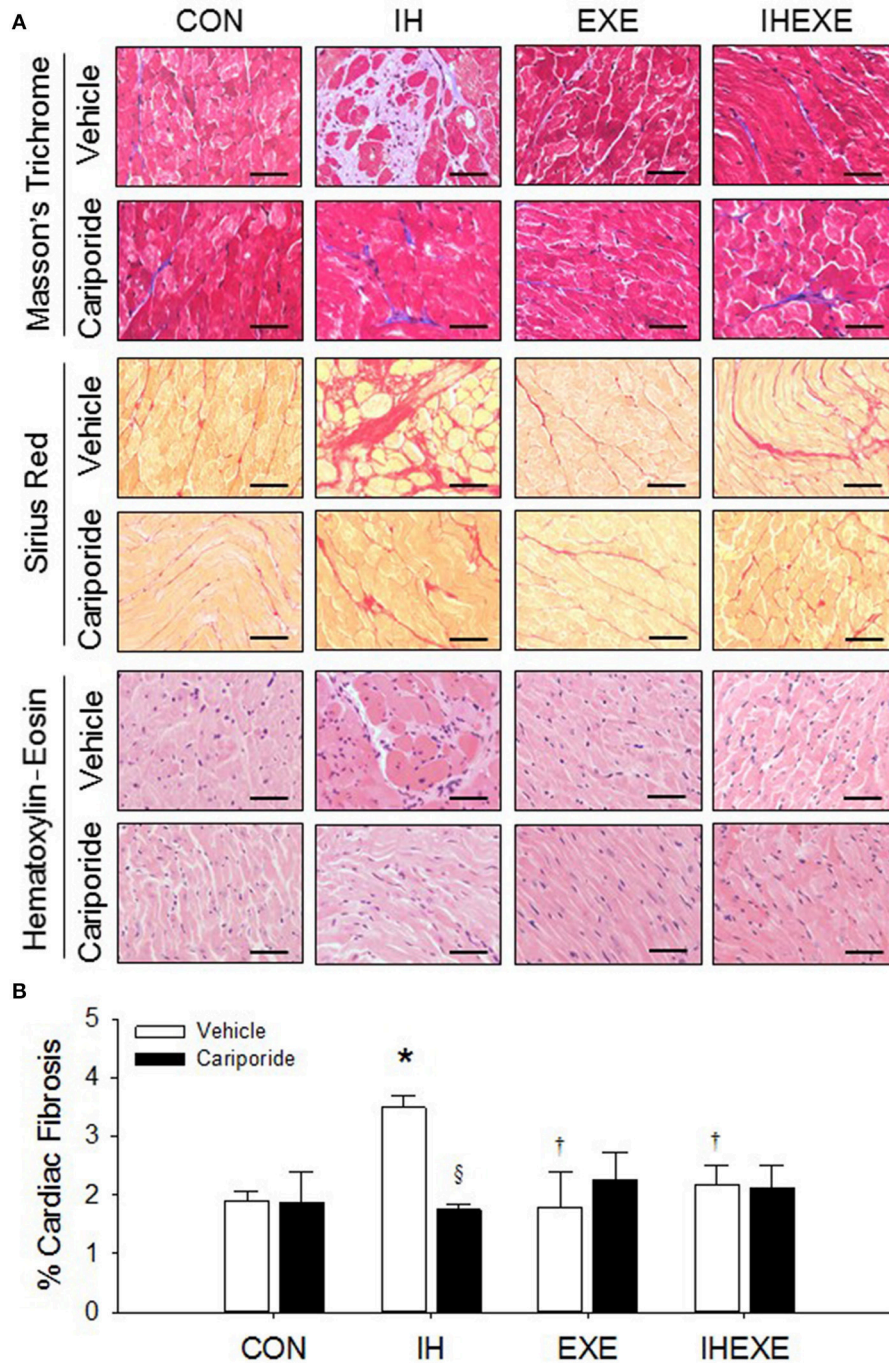 A
CON IH EXE IHEXE
Masson's Trichrome
Vehicle
Cariporide
Sirius Red
Vehicle
Cariporide
Hematoxylin-Eosin
Vehicle
Cariporide
B
% Cardiac Fibrosis
5
4
3
2
1
0
Vehicle
Cariporide
*
§
†
†
CON IH EXE IHEXE